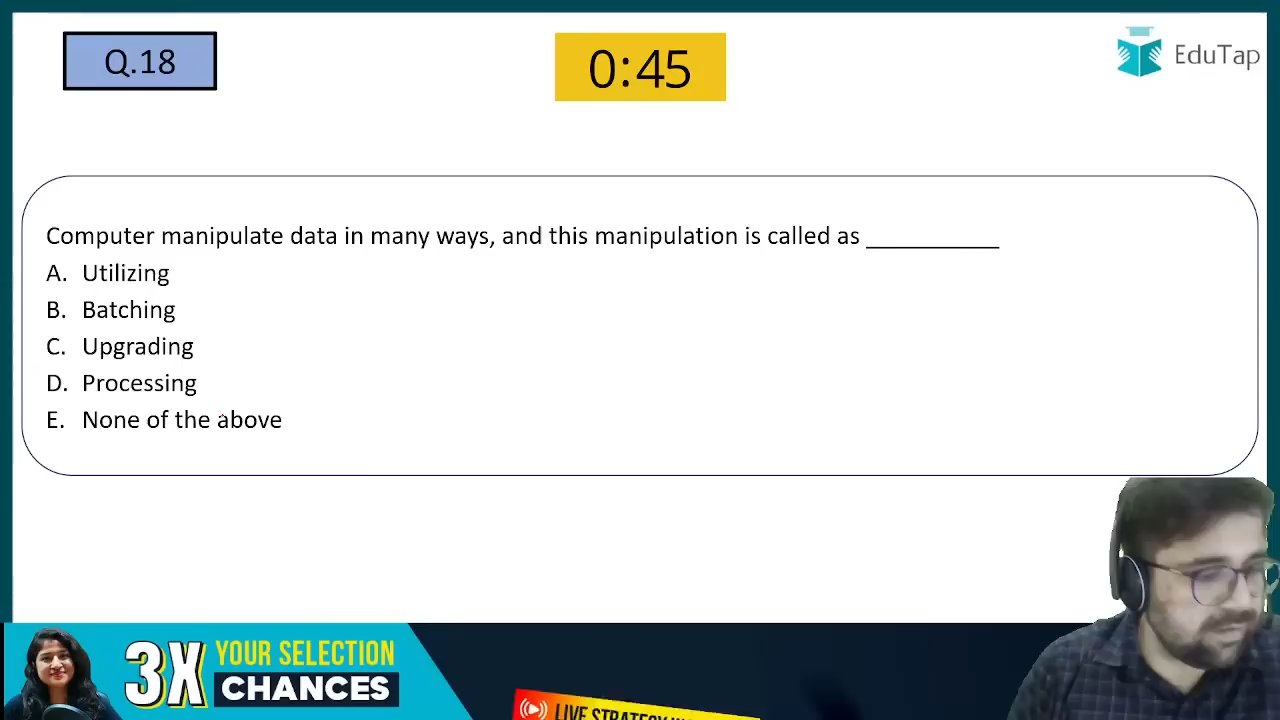 Q.18
0:45
EduTap
Computer manipulate data in many ways, and this manipulation is called as ___________
A. Utilizing
B. Batching
C. Upgrading
D. Processing
E. None of the above
3X
YOUR SELECTION
CHANCES
LIVE STRATEGY